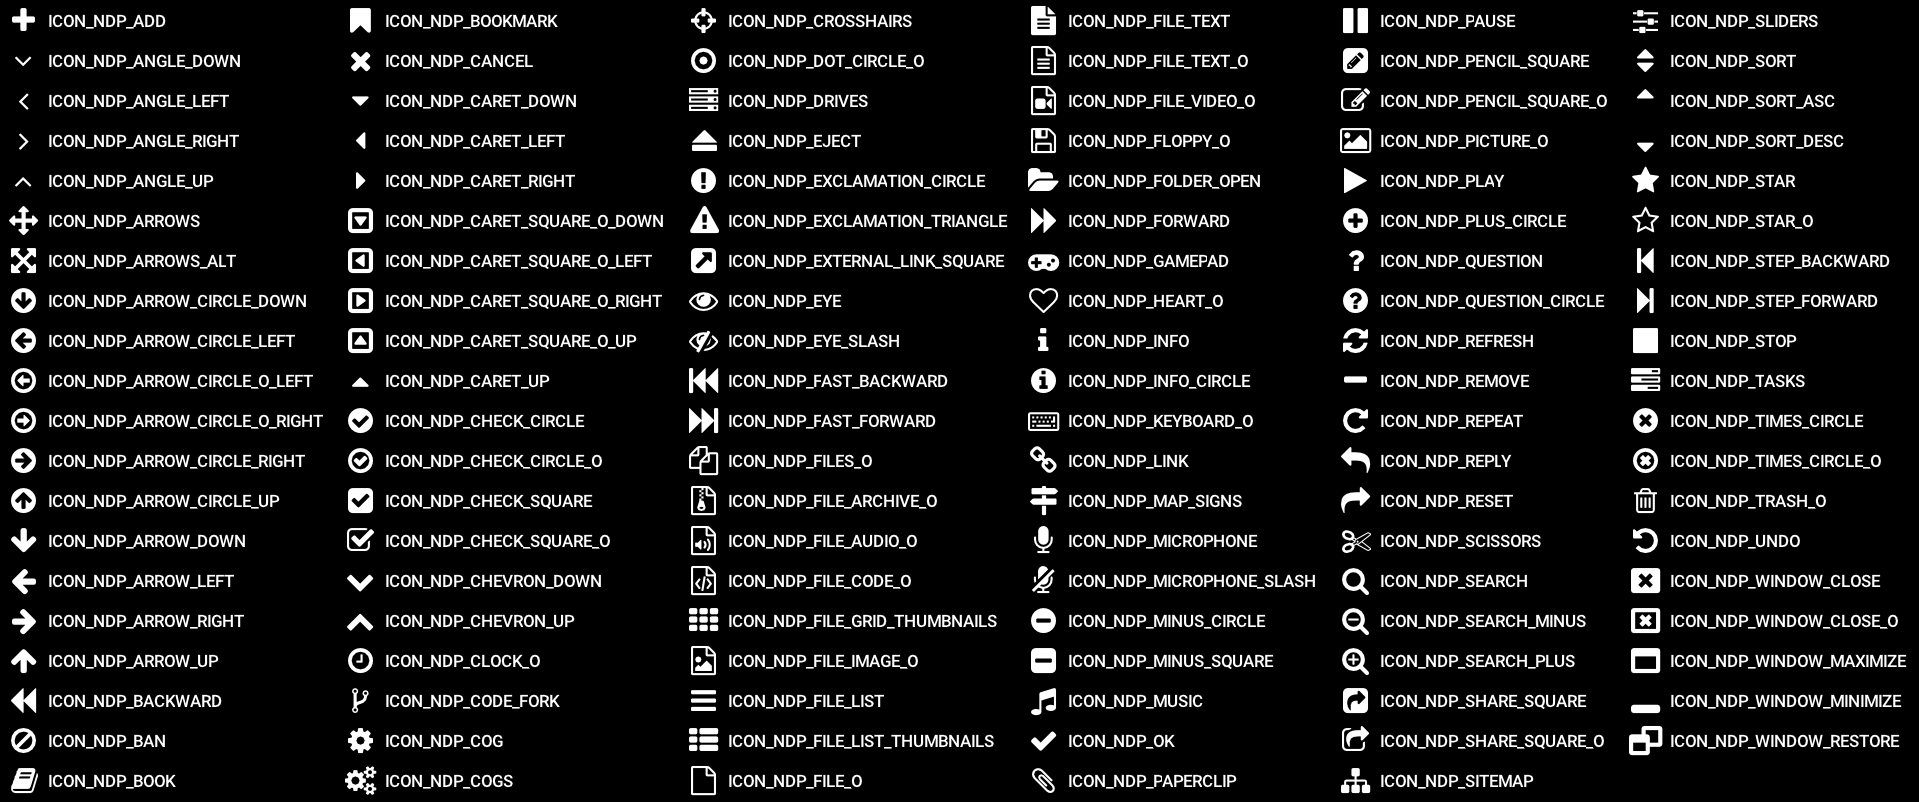 ICON_NDP_ADD
ICON_NDP_ANGLE_DOWN
ICON_NDP_ANGLE_LEFT
ICON_NDP_ANGLE_RIGHT
ICON_NDP_ANGLE_UP
ICON_NDP_ARROWS
ICON_NDP_ARROWS_ALT
ICON_NDP_ARROW_CIRCLE_DOWN
ICON_NDP_ARROW_CIRCLE_LEFT
ICON_NDP_ARROW_CIRCLE_O_LEFT
ICON_NDP_ARROW_CIRCLE_O_RIGHT
ICON_NDP_ARROW_CIRCLE_RIGHT
ICON_NDP_ARROW_CIRCLE_UP
ICON_NDP_ARROW_DOWN
ICON_NDP_ARROW_LEFT
ICON_NDP_ARROW_RIGHT
ICON_NDP_ARROW_UP
ICON_NDP_BACKWARD
ICON_NDP_BAN
ICON_NDP_BOOK
ICON_NDP_BOOKMARK
ICON_NDP_CANCEL
ICON_NDP_CARET_DOWN
ICON_NDP_CARET_LEFT
ICON_NDP_CARET_RIGHT
ICON_NDP_CARET_SQUARE_O_DOWN
ICON_NDP_CARET_SQUARE_O_LEFT
ICON_NDP_CARET_SQUARE_O_RIGHT
ICON_NDP_CARET_SQUARE_O_UP
ICON_NDP_CARET_UP
ICON_NDP_CHECK_CIRCLE
ICON_NDP_CHECK_CIRCLE_O
ICON_NDP_CHECK_SQUARE
ICON_NDP_CHECK_SQUARE_O
ICON_NDP_CHEVRON_DOWN
ICON_NDP_CHEVRON_UP
ICON_NDP_CLOCK_O
ICON_NDP_CODE_FORK
ICON_NDP_COG
ICON_NDP_COGS
ICON_NDP_CROSSHAIRS
ICON_NDP_DOT_CIRCLE_O
ICON_NDP_DRIVES
ICON_NDP_EJECT
ICON_NDP_EXCLAMATION_CIRCLE
ICON_NDP_EXCLAMATION_TRIANGLE
ICON_NDP_EXTERNAL_LINK_SQUARE
ICON_NDP_EYE
ICON_NDP_EYE_SLASH
ICON_NDP_FAST_BACKWARD
ICON_NDP_FAST_FORWARD
ICON_NDP_FILES_O
ICON_NDP_FILE_ARCHIVE_O
ICON_NDP_FILE_AUDIO_O
ICON_NDP_FILE_CODE_O
ICON_NDP_FILE_GRID_THUMBNAILS
ICON_NDP_FILE_IMAGE_O
ICON_NDP_FILE_LIST
ICON_NDP_FILE_LIST_THUMBNAILS
ICON_NDP_FILE_O
ICON_NDP_FILE_TEXT
ICON_NDP_FILE_TEXT_O
ICON_NDP_FILE_VIDEO_O
ICON_NDP_FLOPPY_O
ICON_NDP_FOLDER_OPEN
ICON_NDP_FORWARD
ICON_NDP_GAMEPAD
ICON_NDP_HEART_O
ICON_NDP_INFO
ICON_NDP_INFO_CIRCLE
ICON_NDP_KEYBOARD_O
ICON_NDP_LINK
ICON_NDP_MAP_SIGNS
ICON_NDP_MICROPHONE
ICON_NDP_MICROPHONE_SLASH
ICON_NDP_MINUS_CIRCLE
ICON_NDP_MINUS_SQUARE
ICON_NDP_MUSIC
ICON_NDP_OK
ICON_NDP_PAPERCLIP
ICON_NDP_PAUSE
ICON_NDP_PENCIL_SQUARE
ICON_NDP_PENCIL_SQUARE_O
ICON_NDP_PICTURE_O
ICON_NDP_PLAY
ICON_NDP_PLUS_CIRCLE
ICON_NDP_QUESTION
ICON_NDP_QUESTION_CIRCLE
ICON_NDP_REFRESH
ICON_NDP_REMOVE
ICON_NDP_REPEAT
ICON_NDP_REPLY
ICON_NDP_RESET
ICON_NDP_SCISSORS
ICON_NDP_SEARCH
ICON_NDP_SEARCH_MINUS
ICON_NDP_SEARCH_PLUS
ICON_NDP_SHARE_SQUARE
ICON_NDP_SHARE_SQUARE_O
ICON_NDP_SITEMAP
ICON_NDP_SLIDERS
ICON_NDP_SORT
ICON_NDP_SORT_ASC
ICON_NDP_SORT_DESC
ICON_NDP_STAR
ICON_NDP_STAR_O
ICON_NDP_STEP_BACKWARD
ICON_NDP_STEP_FORWARD
ICON_NDP_STOP
ICON_NDP_TASKS
ICON_NDP_TIMES_CIRCLE
ICON_NDP_TIMES_CIRCLE_O
ICON_NDP_TRASH_O
ICON_NDP_UNDO
ICON_NDP_WINDOW_CLOSE
ICON_NDP_WINDOW_CLOSE_O
ICON_NDP_WINDOW_MAXIMIZE
ICON_NDP_WINDOW_MINIMIZE
ICON_NDP_WINDOW_RESTORE